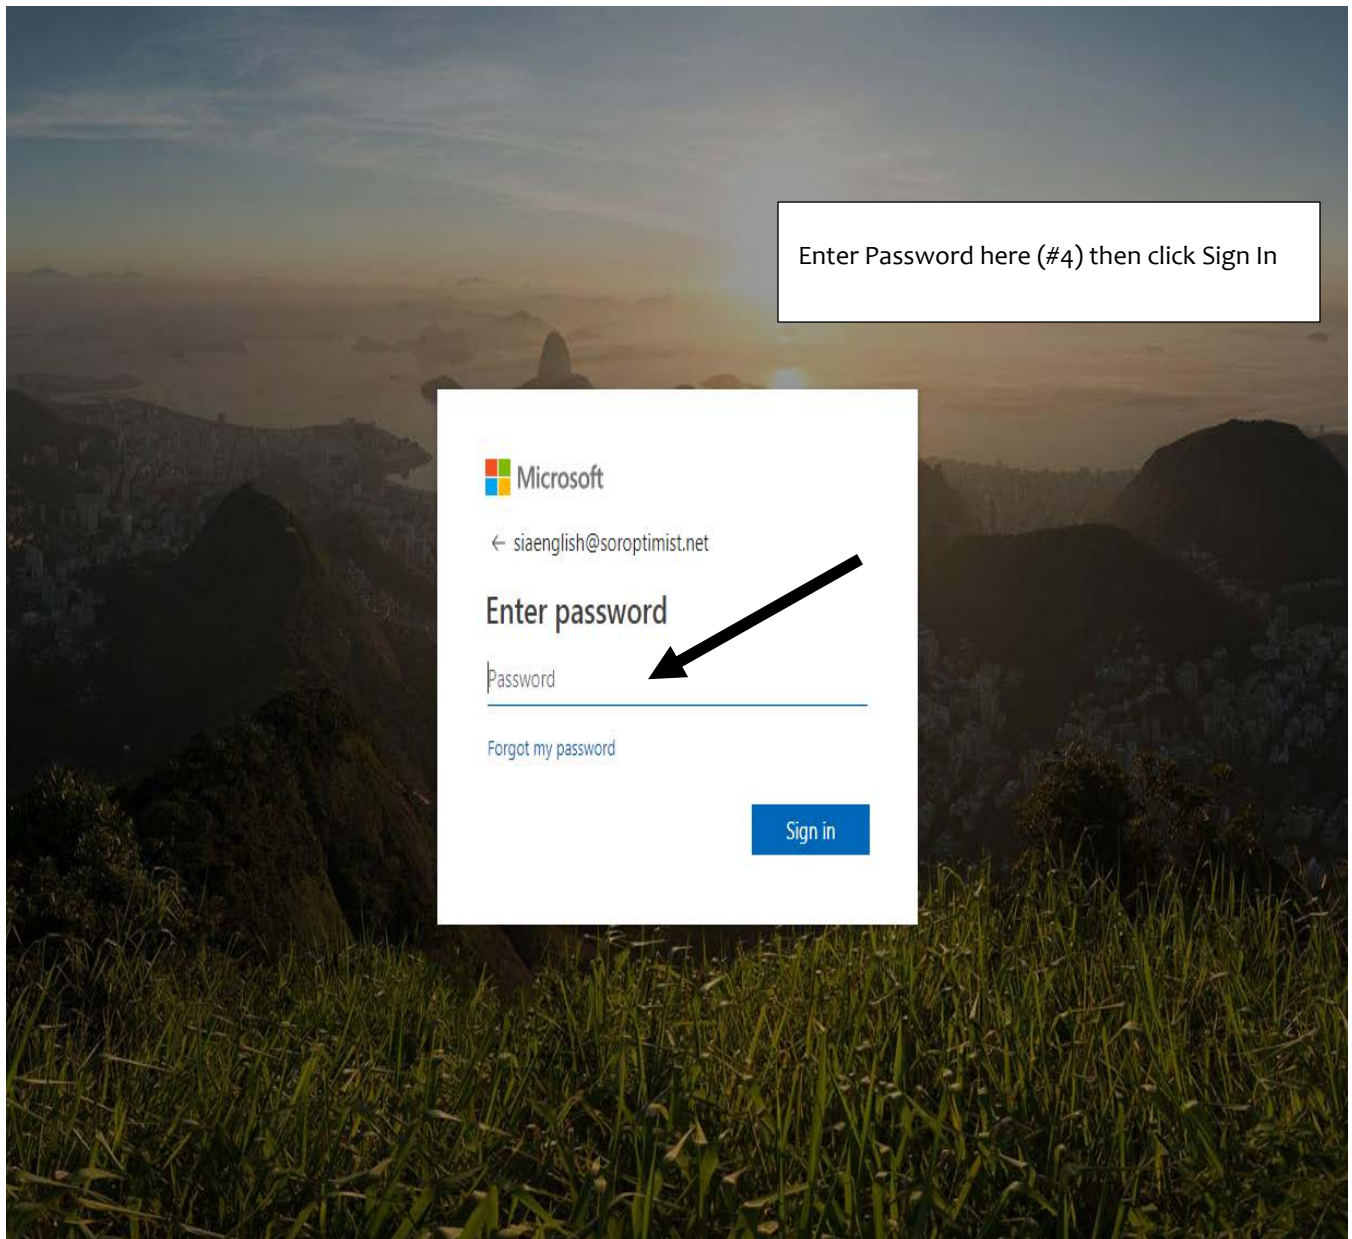 Enter Password here (#4) then click Sign In
Microsoft
← siaenglish@soroptimist.net
Enter password
Password
Forgot my password
Sign in